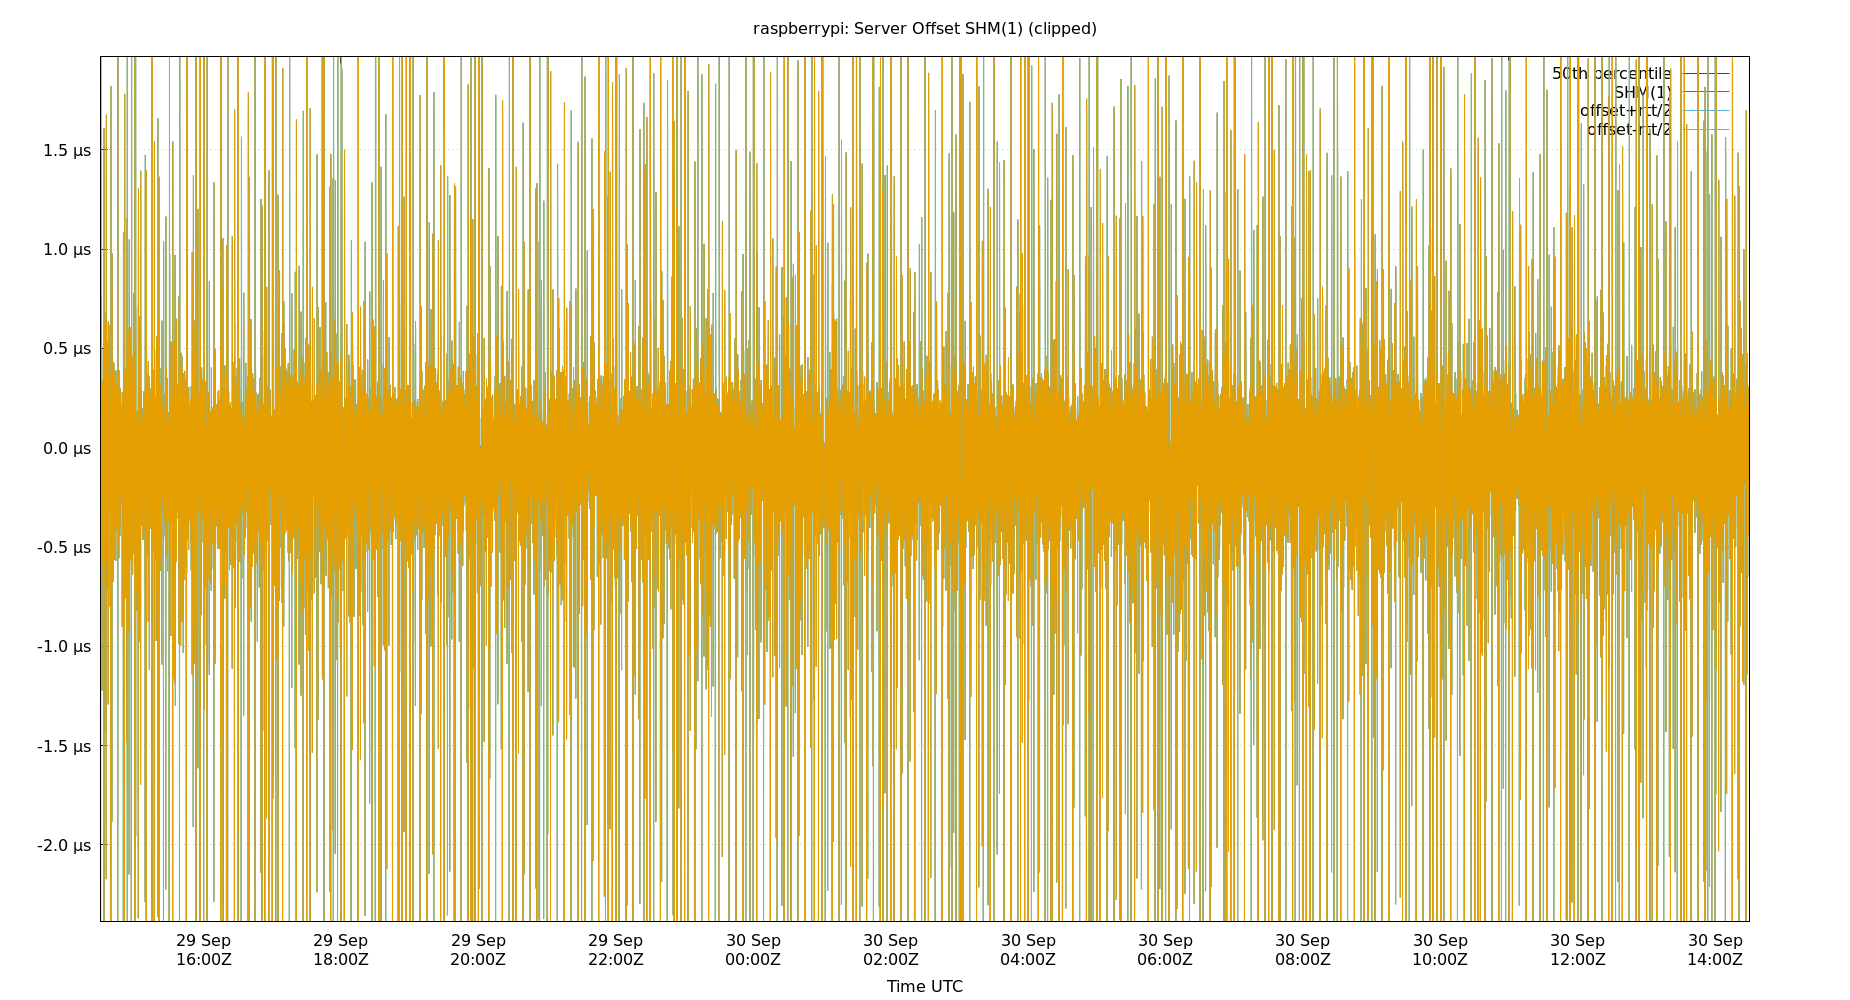 raspberrypi: Server Offset SHM(1) (clipped)
50th percentile
SHM(1)
offset+rtt/2
offset-rtt/2
1.5 µs
1.0 µs
0.5 µs
0.0 µs
-0.5 µs
-1.0 µs
-1.5 µs
-2.0 µs
29 Sep 29 Sep 29 Sep 29 Sep 30 Sep 30 Sep 30 Sep 30 Sep 30 Sep 30 Sep 30 Sep 30 Sep
16:00Z 18:00Z 20:00Z 22:00Z 00:00Z 02:00Z 04:00Z 06:00Z 08:00Z 10:00Z 12:00Z 14:00Z
Time UTC